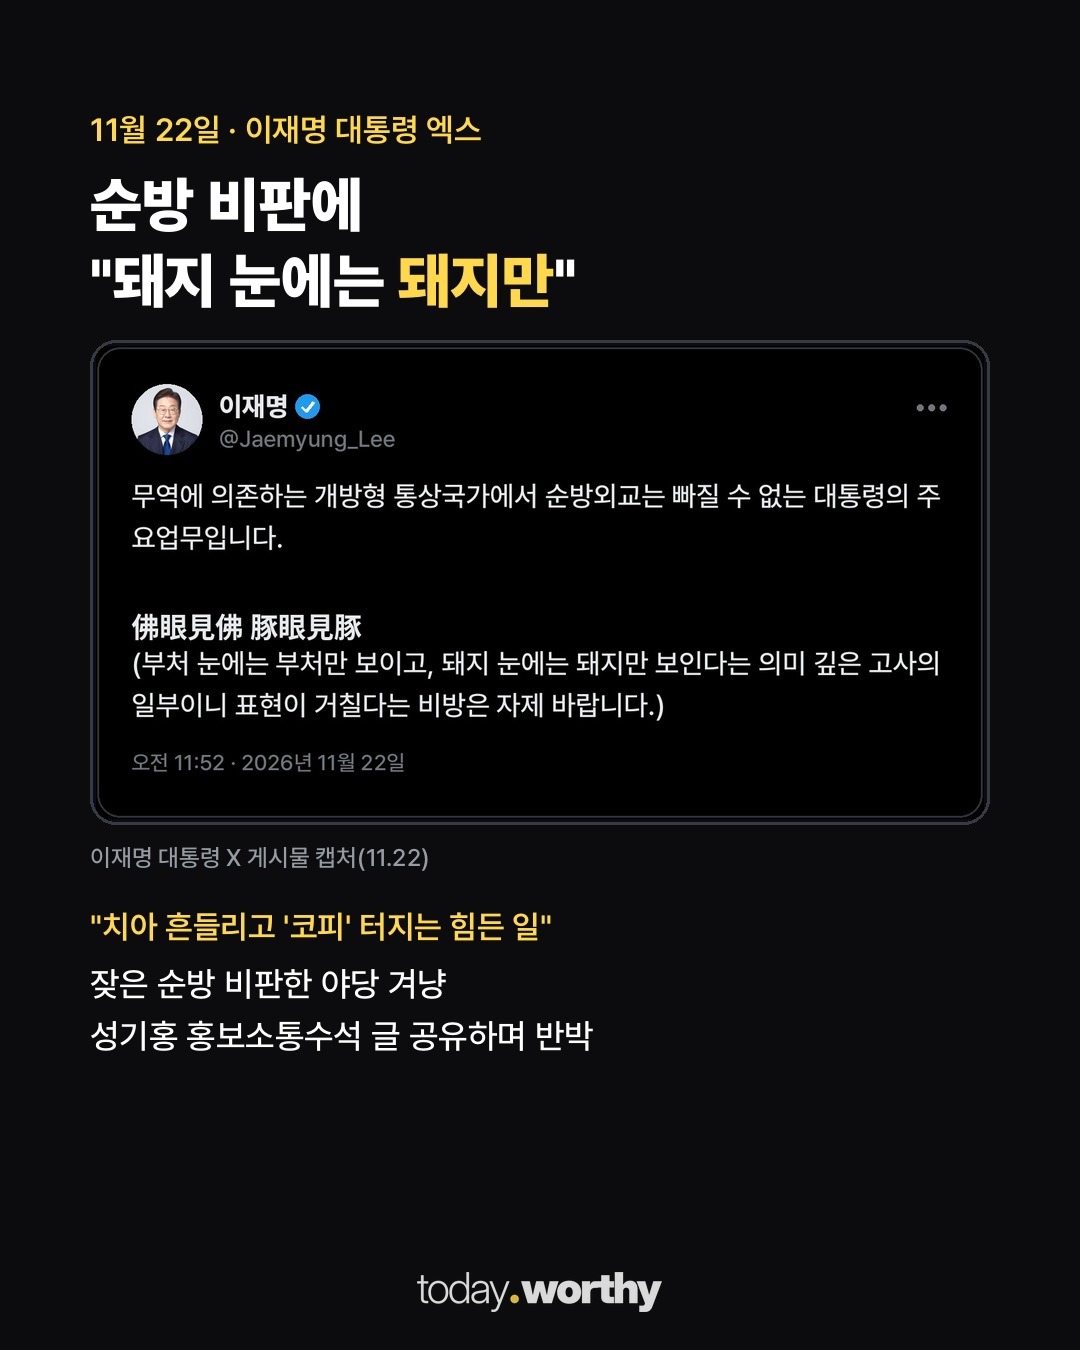 11월 22일 · 이재명 대통령 엑스
순방 비판에
"돼지 눈에는 돼지만"
이재명
@Jaemyung_Lee
무역에 의존하는 개방형 통상국가에서 순방외교는 빠질 수 없는 대통령의 주
요업무입니다.
佛眼見佛 豚眼見豚
(부처 눈에는 부처만 보이고, 돼지 눈에는 돼지만 보인다는 의미 깊은 고사의
일부이니 표현이 거칠다는 비방은 자제 바랍니다.)
오전 11:52 · 2026년 11월 22일
이재명 대통령 X 게시물 캡처(11.22)
"치아 흔들리고 '코피' 터지는 힘든 일"
잦은 순방 비판한 야당 겨냥
성기홍 홍보소통수석 글 공유하며 반박
today.worthy